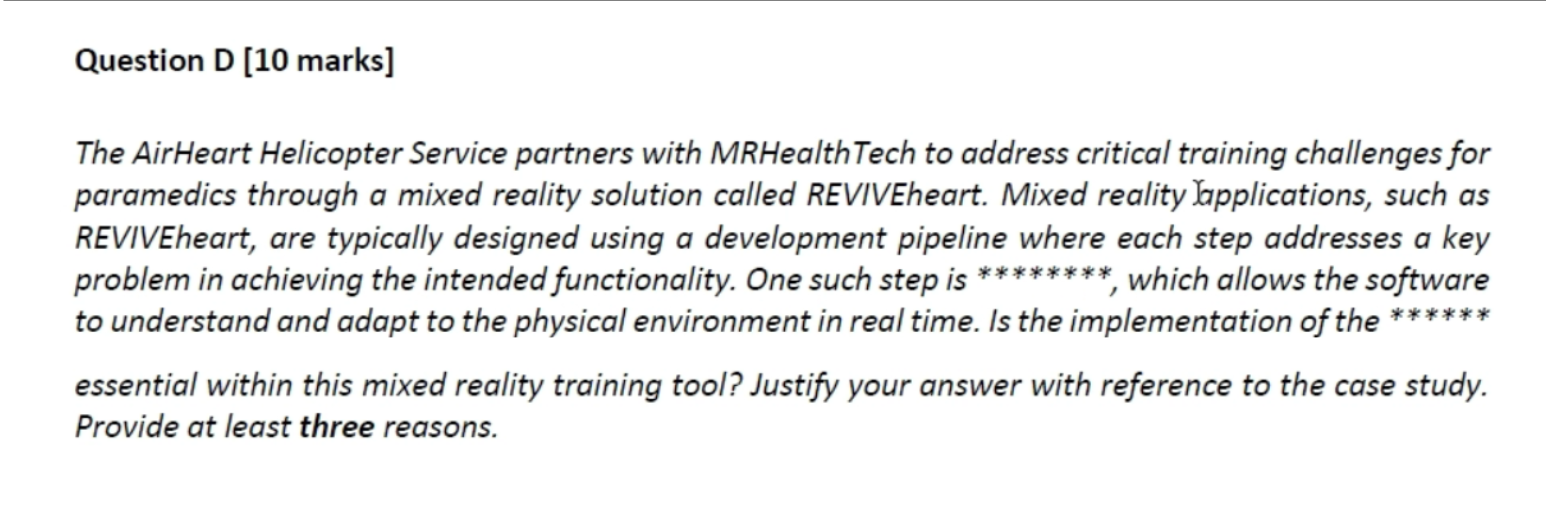 Question D [10 marks]
The AirHeart Helicopter Service partners with MRHealthTech to address critical training challenges for
paramedics through a mixed reality solution called REVIVEheart. Mixed reality applications, such as
REVIVEheart, are typically designed using a development pipeline where each step addresses a key
problem in achieving the intended functionality. One such step is ********, which allows the software
to understand and adapt to the physical environment in real time. Is the implementation of the ******
essential within this mixed reality training tool? Justify your answer with reference to the case study.
Provide at least three reasons.